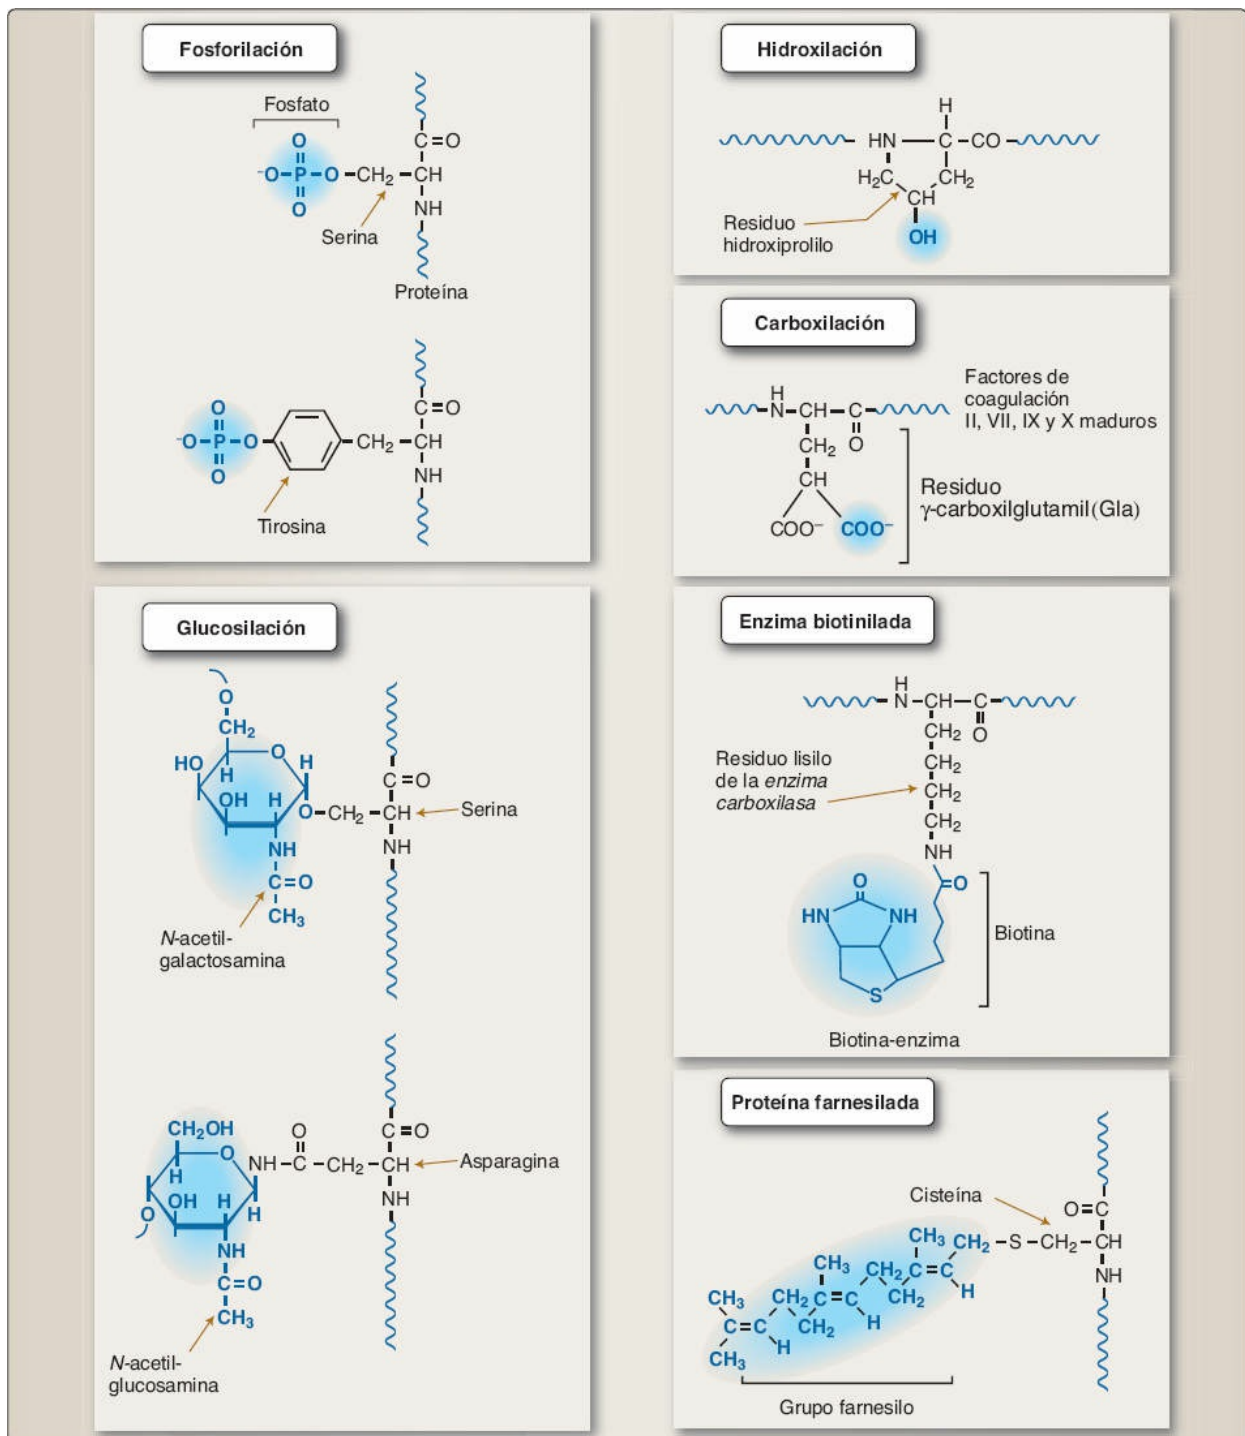 Fosforilación
Fosfato
O
⁻O–P–O–CH₂–CH
O
C=O
NH
Serina
Proteína
O
⁻O–P–O
O
CH₂–CH
C=O
NH
Tirosina
Glucosilación
O
CH₂
O
HO
H
H
OH
H
O–CH₂–CH
C=O
NH
Serina
NH
C=O
CH₃
N-acetil-
galactosamina
CH₂OH
O
H
OH
H
H
O
NH–C–CH₂–CH
O
C=O
NH
Asparagina
NH
C=O
CH₃
N-acetil-
glucosamina
Hidroxilación
H
HN–C–CO
H₂C
CH₂
CH
OH
Residuo
hidroxiprolilo
Carboxilación
H
N–CH–C
O
CH₂
CH
COO⁻
COO⁻
Factores de
coagulación
II, VII, IX y X maduros
Residuo
γ-carboxilglutamil(Gla)
Enzima biotinilada
H
N–CH–C
O
CH₂
CH₂
CH₂
CH₂
NH
C=O
Residuo lisilo
de la enzima
carboxilasa
O
HN
NH
S
Biotina
Biotina-enzima
Proteína farnesilada
Cisteína
O=C
CH₃
CH₂–S–CH₂–CH
NH
C=C
H
CH₃
CH₂
CH₂
CH₂
C=C
H
CH₂
CH₃
C=C
H
CH₃
Grupo farnesilo